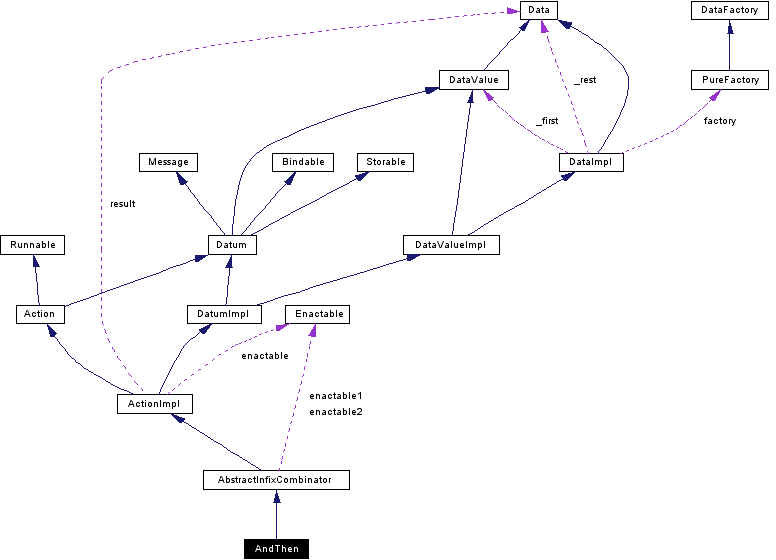 Data
DataFactory
DataValue
_rest
PureFactory
_first
factory
Message
Bindable
Storable
DataImpl
result
Runnable
Datum
DataValueImpl
Action
DatumImpl
Enactable
enactable
enactable1
enactable2
ActionImpl
AbstractInfixCombinator
AndThen